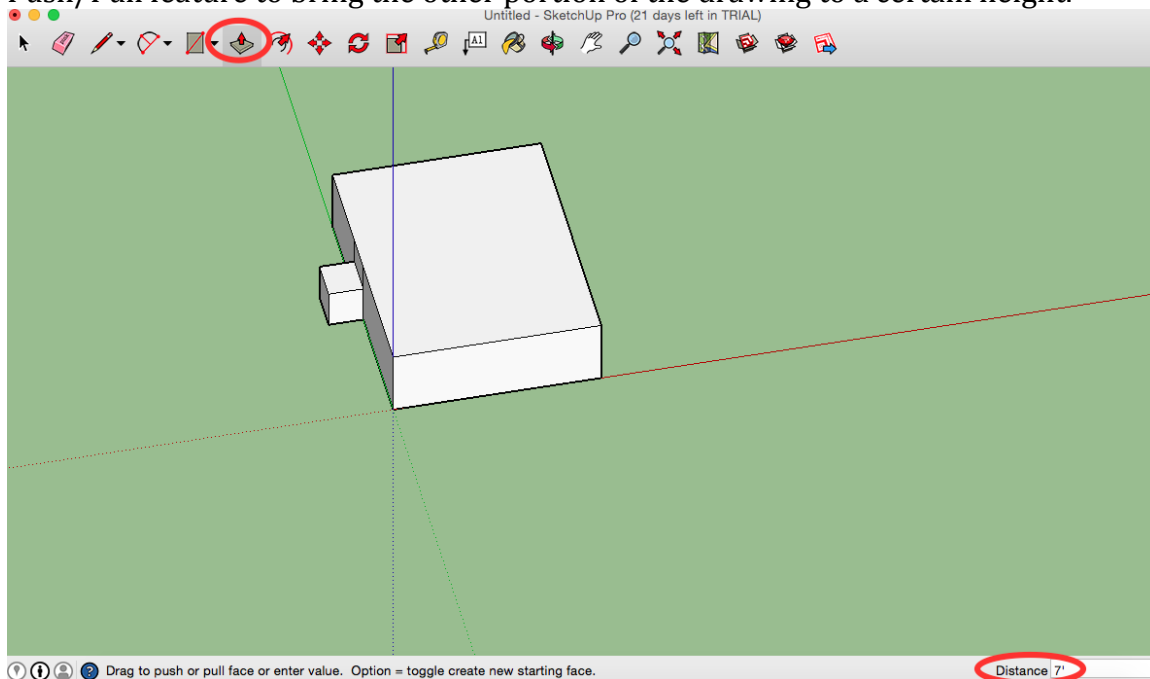 Push/Pull feature to bring the other portion of the drawing to a certain height.
Untitled - SketchUp Pro (21 days left in TRIAL)
A1
Drag to push or pull face or enter value. Option = toggle create new starting face.
Distance 7'